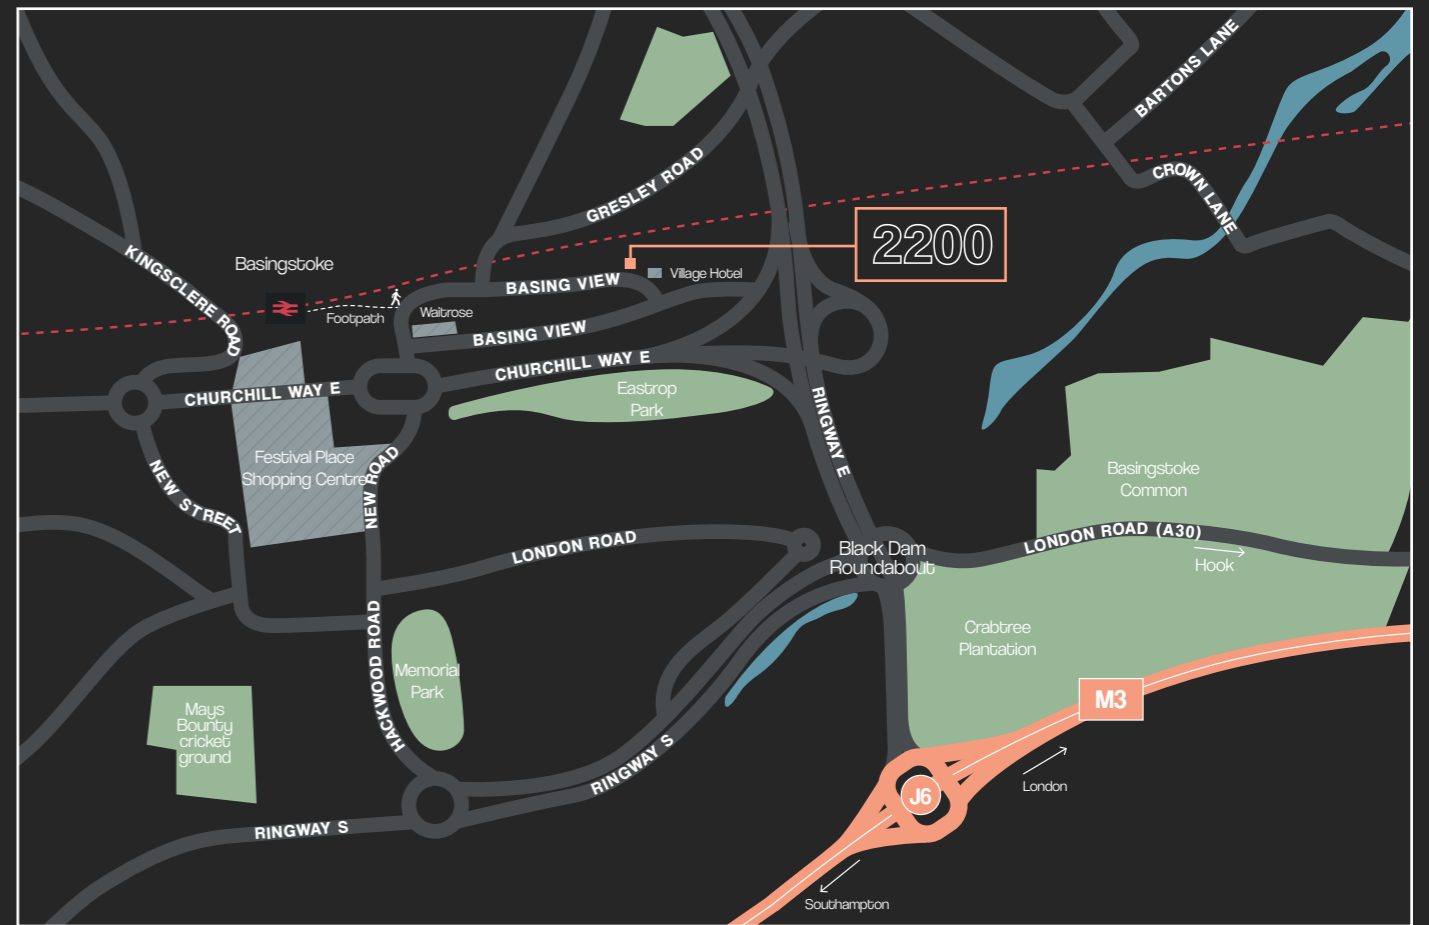 BARTONS LANE
CROWN LANE
GRESLEY ROAD
KINGSCLERE ROAD
Basingstoke
2200
Village Hotel
BASING VIEW
Footpath
Waitrose
BASING VIEW
CHURCHILL WAY E
CHURCHILL WAY E
Eastrop
Park
RINGWAY E
Festival Place
Shopping Centre
NEW ROAD
NEW STREET
Basingstoke
Common
LONDON ROAD
Black Dam
Roundabout
LONDON ROAD (A30)
Hook
HACKWOOD ROAD
Crabtree
Plantation
Memorial
Park
Mays
Bounty
cricket
ground
M3
RINGWAY S
J6
London
RINGWAY S
Southampton